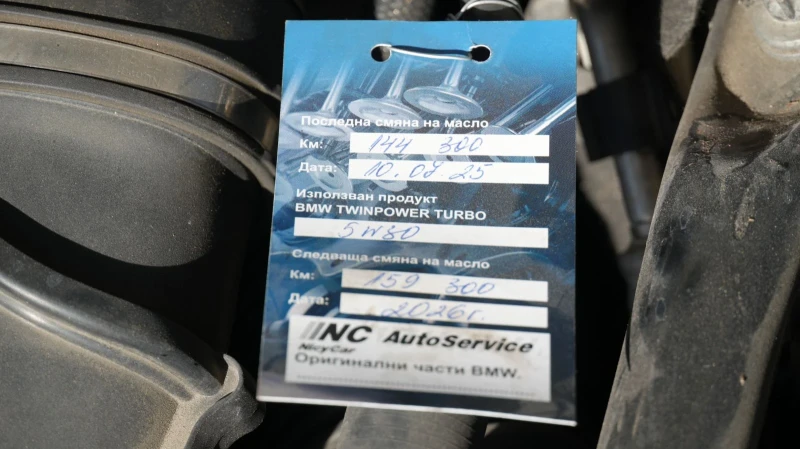 Последна смяна на масло
Км: 144 300
Дата: 10.07.25
Използван продукт
BMW TWINPOWER TURBO
5W30
Следваща смяна на масло
Км: 159 300
Дата: 2026г.
NC AutoService
NicyCar
Оригинални части BMW.